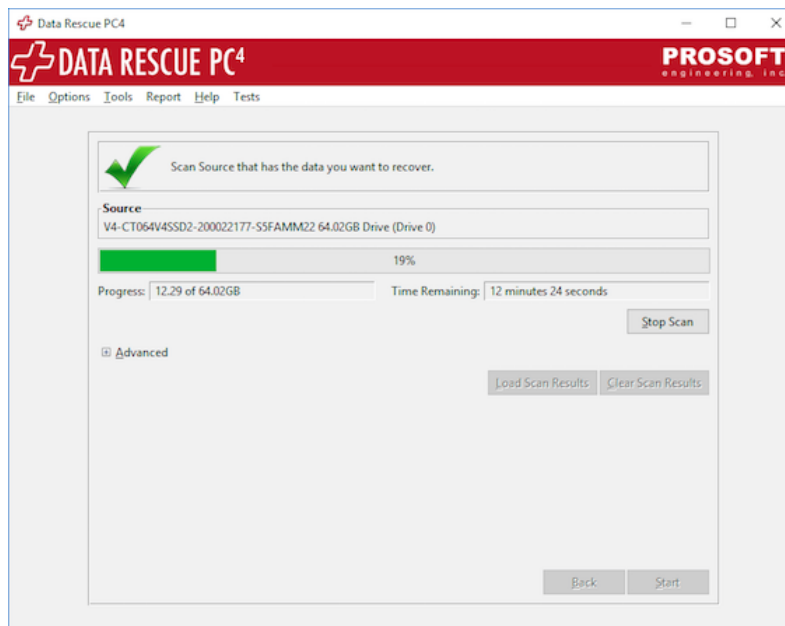 Data Rescue PC4
DATA RESCUE PC4
PROSOFT
engineering, inc
File Options Tools Report Help Tests
Scan Source that has the data you want to recover.
Source
V4-CT064V4SSD2-200022177-S5FAMM22 64.02GB Drive (Drive 0)
19%
Progress: 12.29 of 64.02GB Time Remaining: 12 minutes 24 seconds
Stop Scan
Advanced
Load Scan Results Clear Scan Results
Back Start